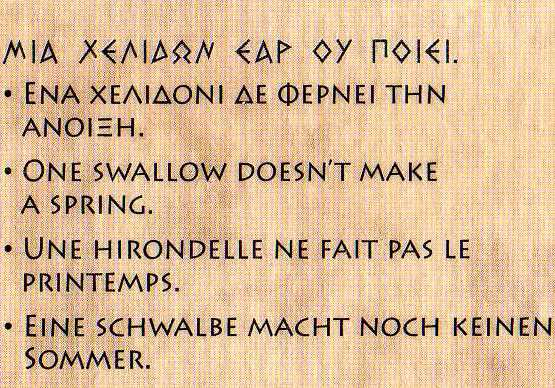 ΜΙΑ ΧΕΛΙΔΩΝ ΕΑΡ ΟΥ ΠΟΙΕΙ.
• ΕΝΑ ΧΕΛΙΔΟΝΙ ΔΕ ΦΕΡΝΕΙ ΤΗΝ
ΑΝΟΙΞΗ.
• ONE SWALLOW DOESN'T MAKE
A SPRING.
• UNE HIRONDELLE NE FAIT PAS LE
PRINTEMPS.
• EINE SCHWALBE MACHT NOCH KEINEN
SOMMER.